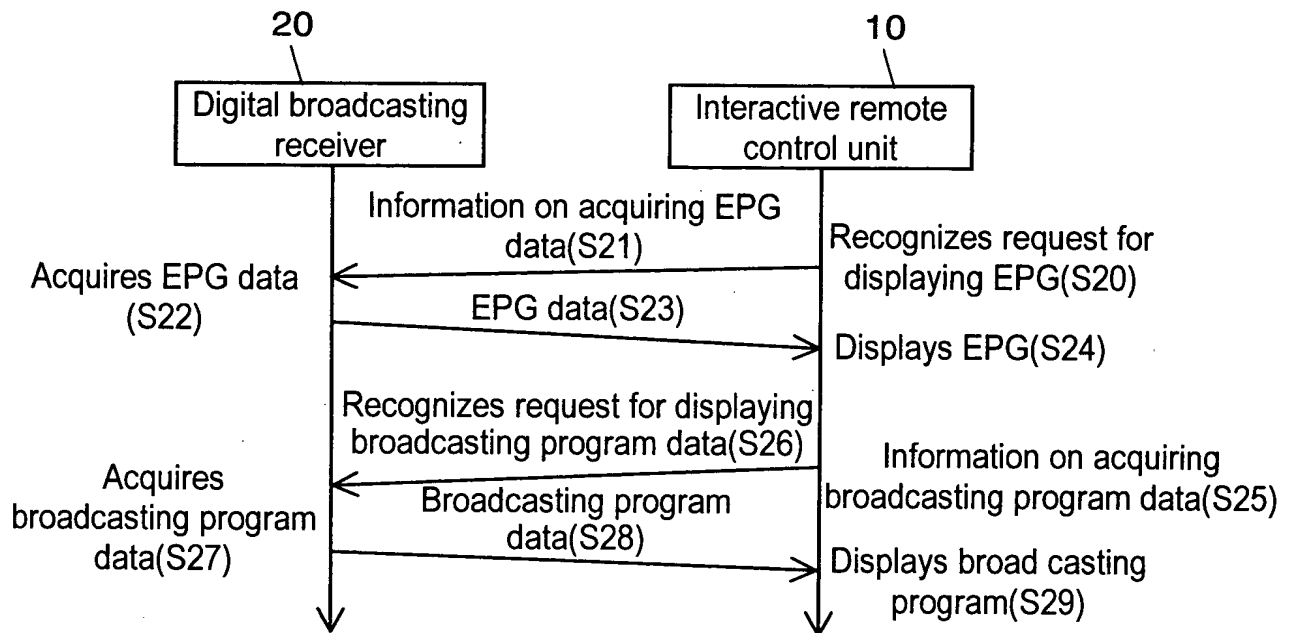 20
10
Digital broadcasting
receiver
Interactive remote
control unit
Information on acquiring EPG
data(S21)
Recognizes request for
displaying EPG(S20)
Acquires EPG data
(S22)
EPG data(S23)
Displays EPG(S24)
Recognizes request for displaying
broadcasting program data(S26)
Information on acquiring
broadcasting program data(S25)
Acquires
broadcasting program
data(S27)
Broadcasting program
data(S28)
Displays broad casting
program(S29)